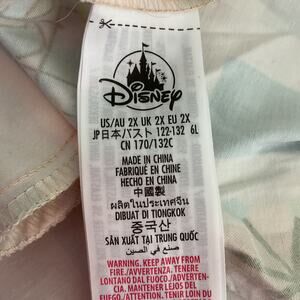 Disney
US/AU 2X UK 2X EU 2X
JP日本バスト 122-132 6L
CN 170/132C
MADE IN CHINA
FABRIQUÉ EN CHINE
HECHO EN CHINA
中國製
ผลิตในประเทศจีน
DIBUAT DI TIONGKOK
중국산
SẢN XUẤT TẠI TRUNG QUỐC
صنع في الصين
WARNING. KEEP AWAY FROM
FIRE./AVVERTENZA. TENERE
LONTANO DAL FUOCO./ADVERTEN-
CIA. MANTENER LEJOS DEL
FUEGO./ATTENTION. TENIR